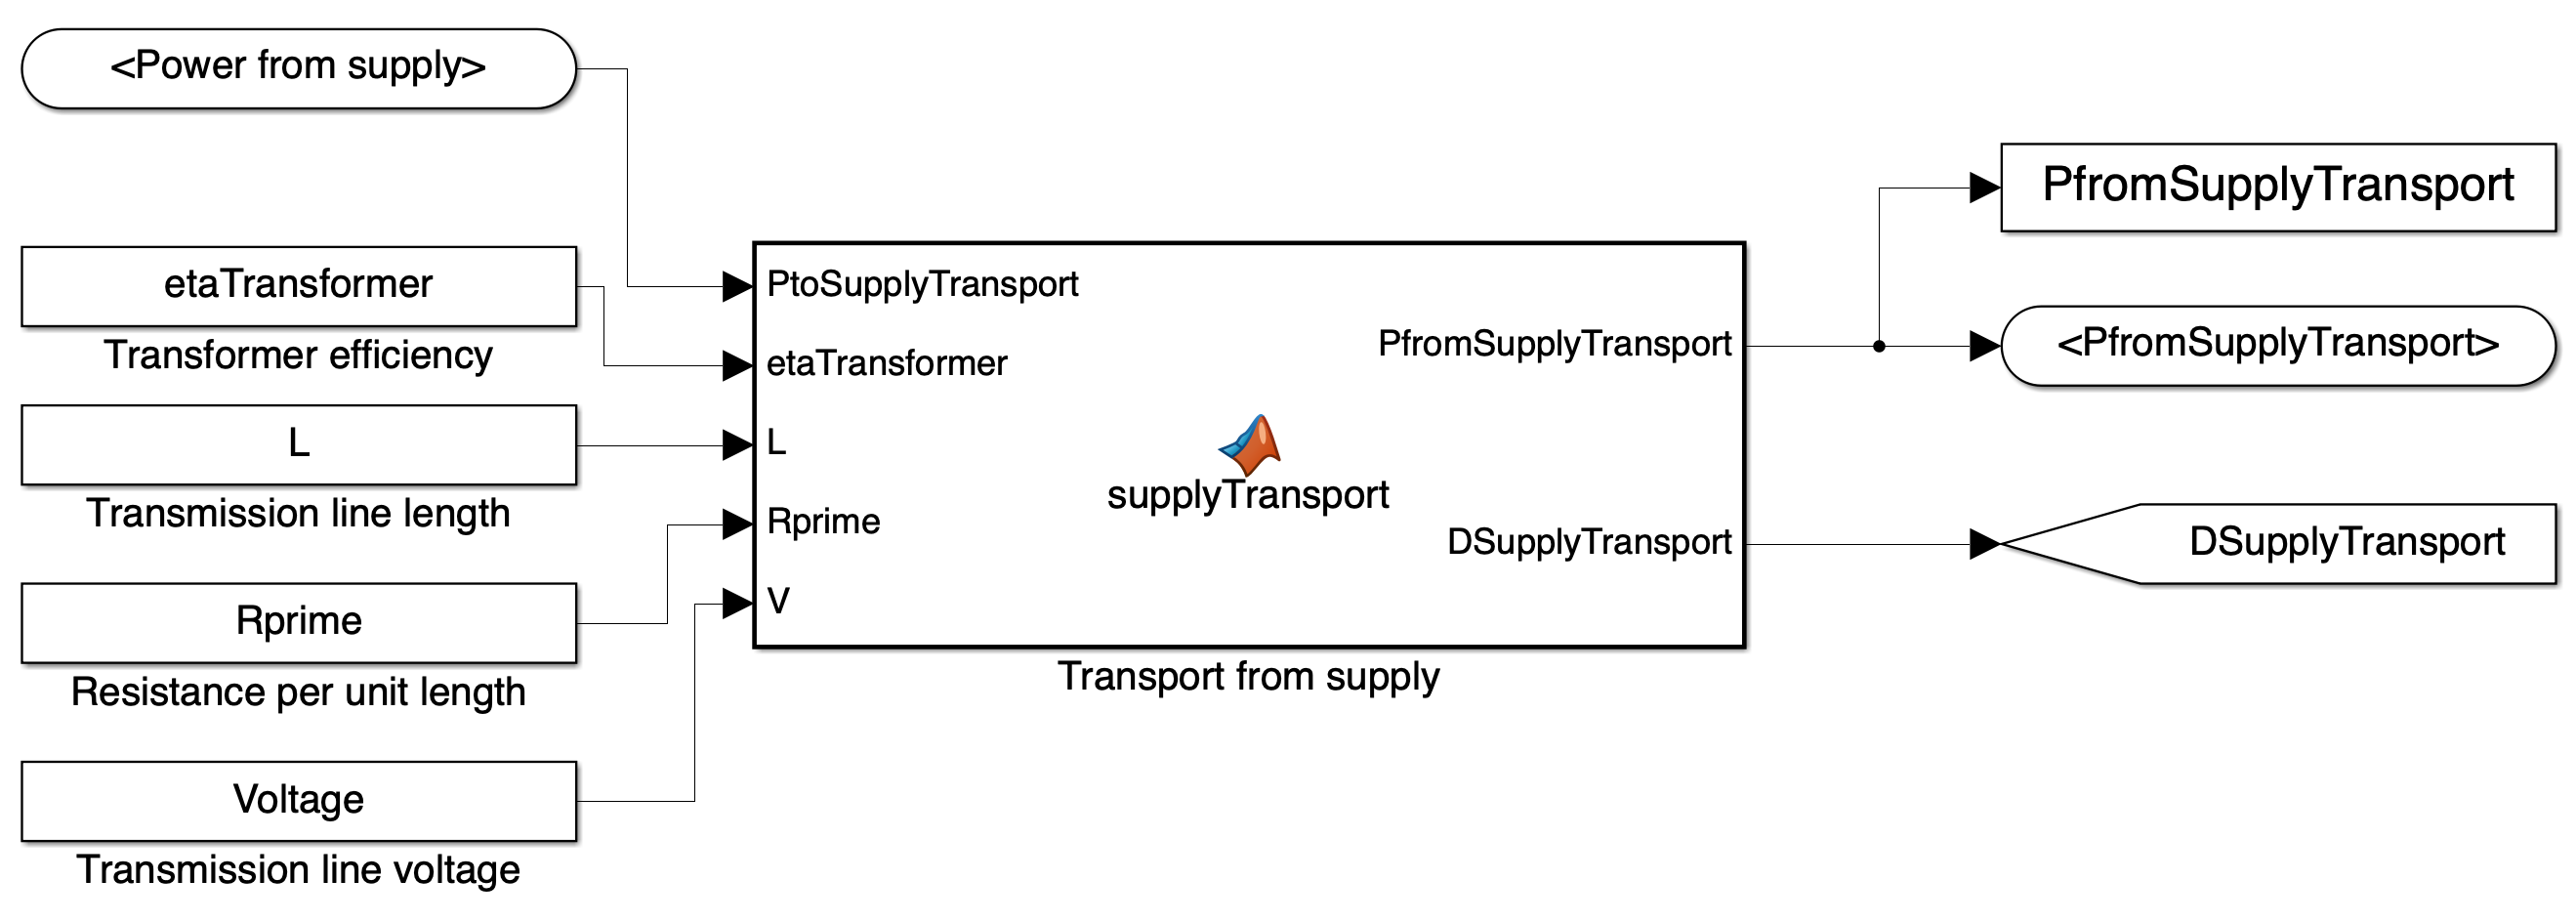 <Power from supply>
etaTransformer
Transformer efficiency
L
Transmission line length
Rprime
Resistance per unit length
Voltage
Transmission line voltage
PtoSupplyTransport
etaTransformer
L
Rprime
V
supplyTransport
PfromSupplyTransport
DSupplyTransport
Transport from supply
PfromSupplyTransport
<PfromSupplyTransport>
DSupplyTransport